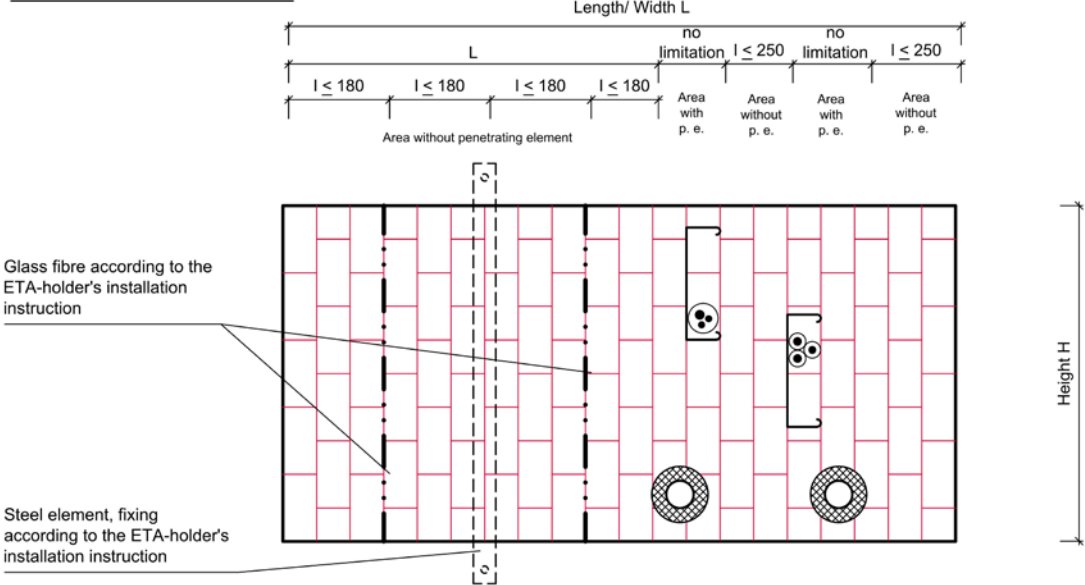 Length/ Width L
no
limitation
l ≤ 250
no
limitation
l ≤ 250
L
l ≤ 180
l ≤ 180
l ≤ 180
l ≤ 180
Area
with
p. e.
Area
without
p. e.
Area
with
p. e.
Area
without
p. e.
Area without penetrating element
Glass fibre according to the
ETA-holder's installation
instruction
Height H
Steel element, fixing
according to the ETA-holder's
installation instruction